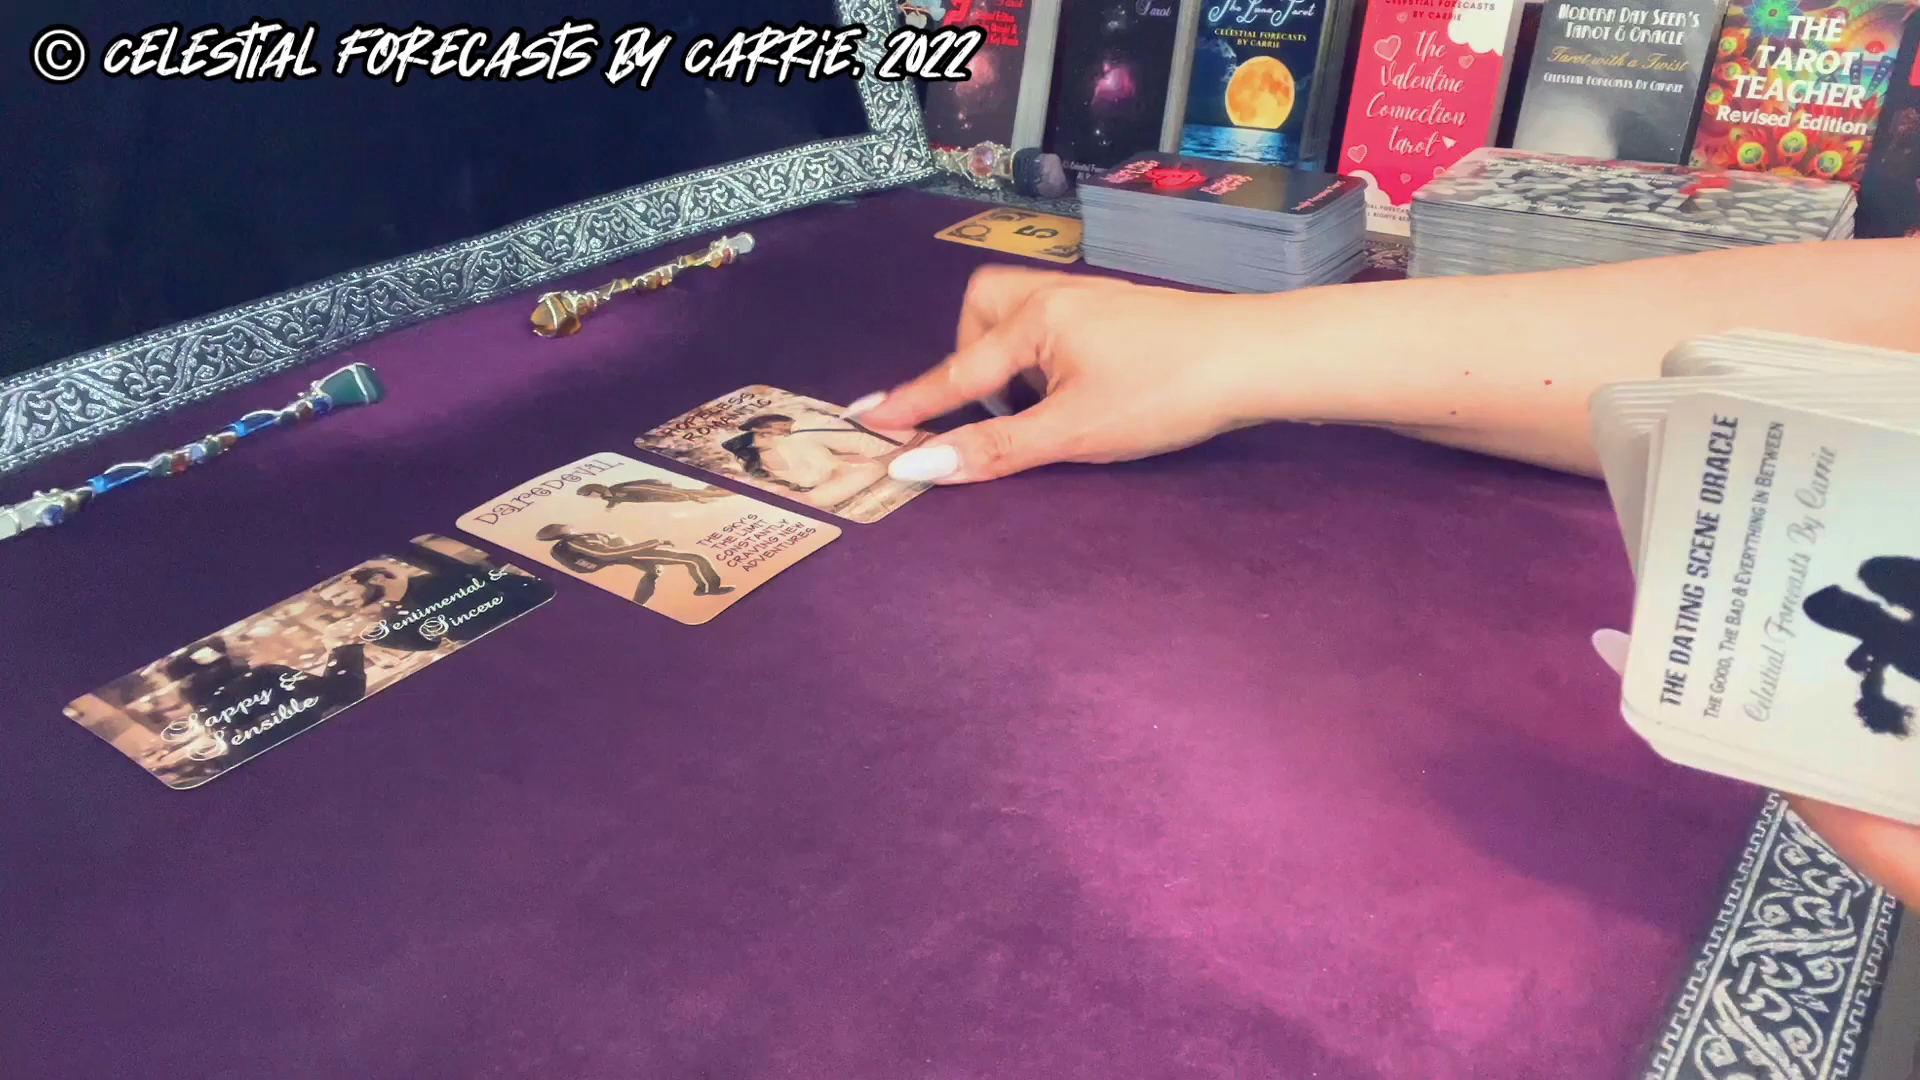 © CELESTIAL FORECASTS BY CARRIE. 2022
Tarot
The Luna Tarot
CELESTIAL FORECASTS
BY CARRIE
CELESTIAL FORECASTS
BY CARRIE
The
Valentine
Connection
tarot
MODERN DAY SEER'S
TAROT & ORACLE
Tarot with a Twist
CELESTIAL FORECASTS BY CARRIE
THE
TAROT
TEACHER
Revised Edition
5
HOPELESS
ROMANTIC
DAREDEVIL
THE SKY'S
THE LIMIT
CONSTANTLY
CRAVING NEW
ADVENTURES
Sentimental &
Sincere
Sappy &
Sensible
THE DATING SCENE ORACLE
THE GOOD, THE BAD & EVERYTHING IN BETWEEN
Celestial Forecasts By Carrie